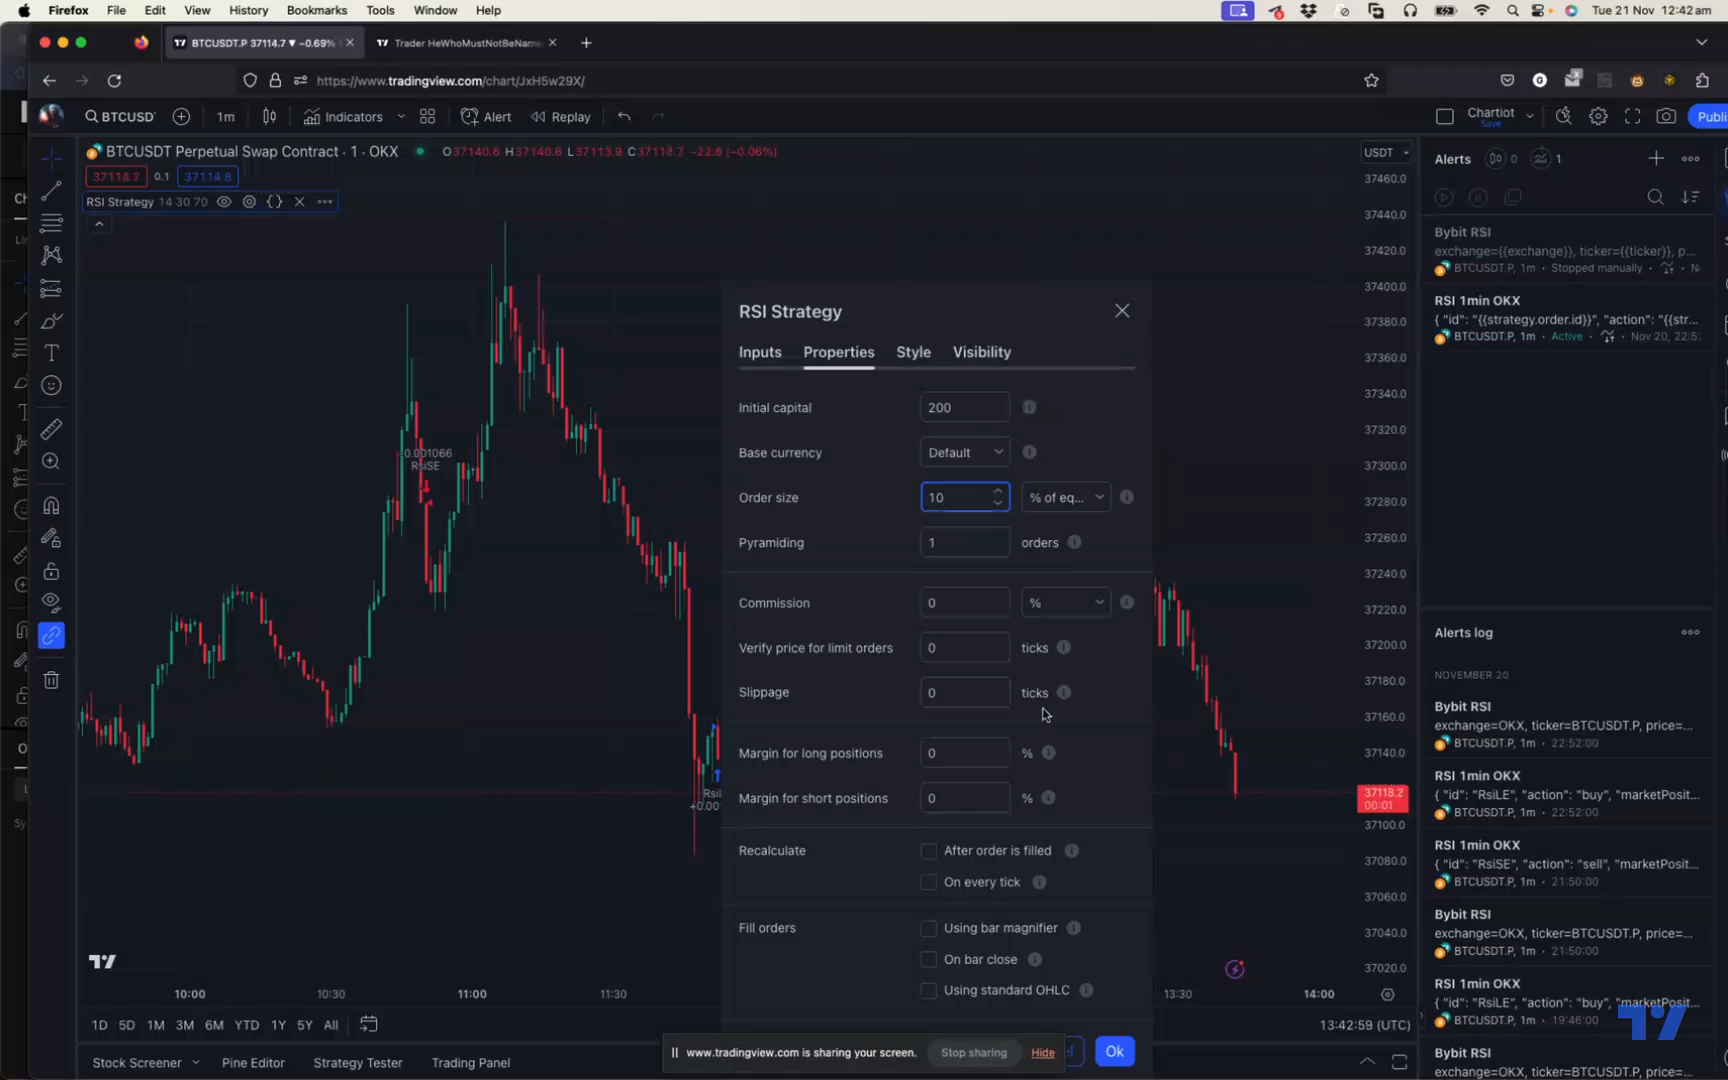 Firefox File Edit View History Bookmarks Tools Window Help
Tue 21 Nov 12:42 am
BTCUSDT.P 37114.7 ▼ −0.69%
Trader HeWhoMustNotBeName
https://www.tradingview.com/chart/JxH5w29X/
BTCUSD
1m
Indicators
Alert
Replay
Chartiot
Save
Publi
BTCUSDT Perpetual Swap Contract · 1 · OKX
O37140.6 H37140.6 L37113.9 −22.6 (−0.06%)
37118.2 0.1 37118.8
RSI Strategy 14 30 70
USDT
37460.0
37440.0
37420.0
37400.0
37380.0
37360.0
37340.0
37320.0
37300.0
37280.0
37260.0
37240.0
37220.0
37200.0
37180.0
37160.0
37140.0
37118.2
00:01
37100.0
37080.0
37060.0
37040.0
37020.0
-0.001066
RsiSE
+0.001
RSI Strategy
Inputs Properties Style Visibility
Initial capital 200
Base currency Default
Order size 10 % of eq...
Pyramiding 1 orders
Commission 0 %
Verify price for limit orders 0 ticks
Slippage 0 ticks
Margin for long positions 0 %
Margin for short positions 0 %
Recalculate After order is filled
On every tick
Fill orders Using bar magnifier
On bar close
Using standard OHLC
Ok
www.tradingview.com is sharing your screen. Stop sharing Hide
10:00 10:30 11:00 11:30 13:30 14:00
1D 5D 1M 3M 6M YTD 1Y 5Y All
13:42:59 (UTC)
Stock Screener Pine Editor Strategy Tester Trading Panel
Alerts 0 1
Bybit RSI
exchange={{exchange}}, ticker={{ticker}}, p...
BTCUSDT.P, 1m · Stopped manually
RSI 1min OKX
{ "id": "{{strategy.order.id}}", "action": "{{str...
BTCUSDT.P, 1m · Active · Nov 20, 22:5
Alerts log
NOVEMBER 20
Bybit RSI
exchange=OKX, ticker=BTCUSDT.P, price=...
BTCUSDT.P, 1m · 22:52:00
RSI 1min OKX
{ "id": "RsiLE", "action": "buy", "marketPosit...
BTCUSDT.P, 1m · 22:52:00
RSI 1min OKX
{ "id": "RsiSE", "action": "sell", "marketPosit...
BTCUSDT.P, 1m · 21:50:00
Bybit RSI
exchange=OKX, ticker=BTCUSDT.P, price=...
BTCUSDT.P, 1m · 21:50:00
RSI 1min OKX
{ "id": "RsiLE", "action": "buy", "marketPosit...
BTCUSDT.P, 1m · 19:46:00
Bybit RSI
exchange=OKX, ticker=BTCUSDT.P, price=...